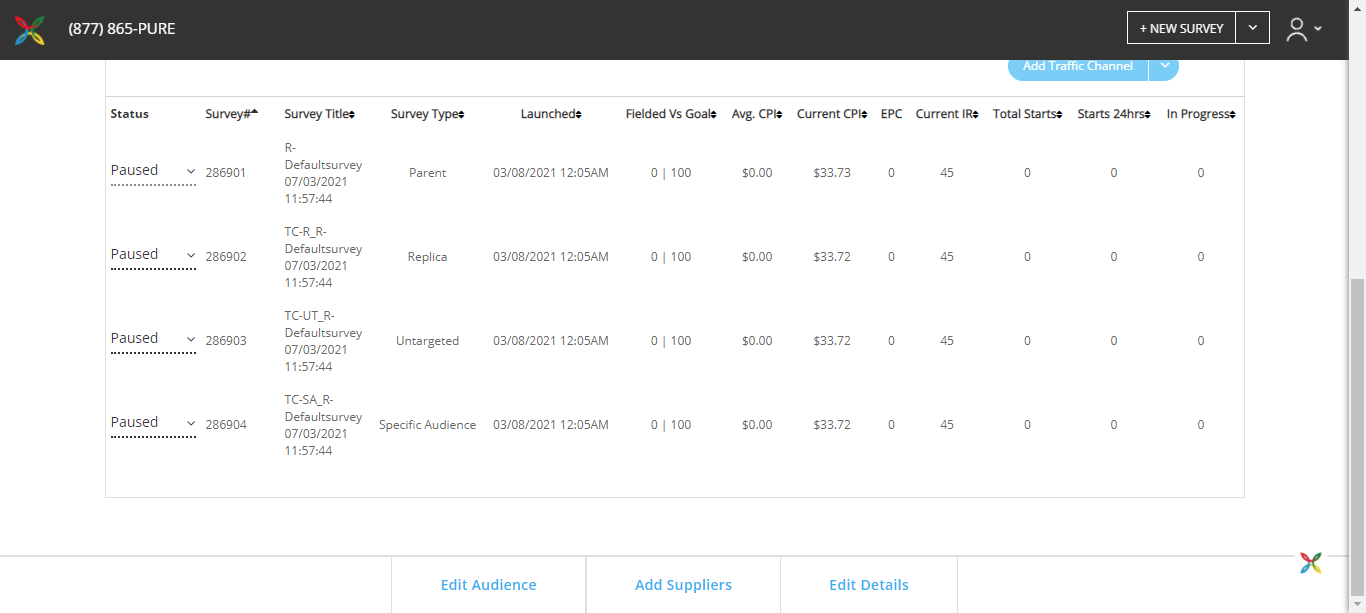 (877) 865-PURE
+ NEW SURVEY
Add Traffic Channel
Status Survey# Survey Title Survey Type Launched Fielded Vs Goal Avg. CPI Current CPI EPC Current IR Total Starts Starts 24hrs In Progress
R-
Defaultsurvey
07/03/2021
11:57:44
Paused 286901 Parent 03/08/2021 12:05AM 0 | 100 $0.00 $33.73 0 45 0 0 0
TC-R_R-
Defaultsurvey
07/03/2021
11:57:44
Paused 286902 Replica 03/08/2021 12:05AM 0 | 100 $0.00 $33.72 0 45 0 0 0
TC-UT_R-
Defaultsurvey
07/03/2021
11:57:44
Paused 286903 Untargeted 03/08/2021 12:05AM 0 | 100 $0.00 $33.72 0 45 0 0 0
TC-SA_R-
Defaultsurvey
07/03/2021
11:57:44
Paused 286904 Specific Audience 03/08/2021 12:05AM 0 | 100 $0.00 $33.72 0 45 0 0 0
Edit Audience Add Suppliers Edit Details